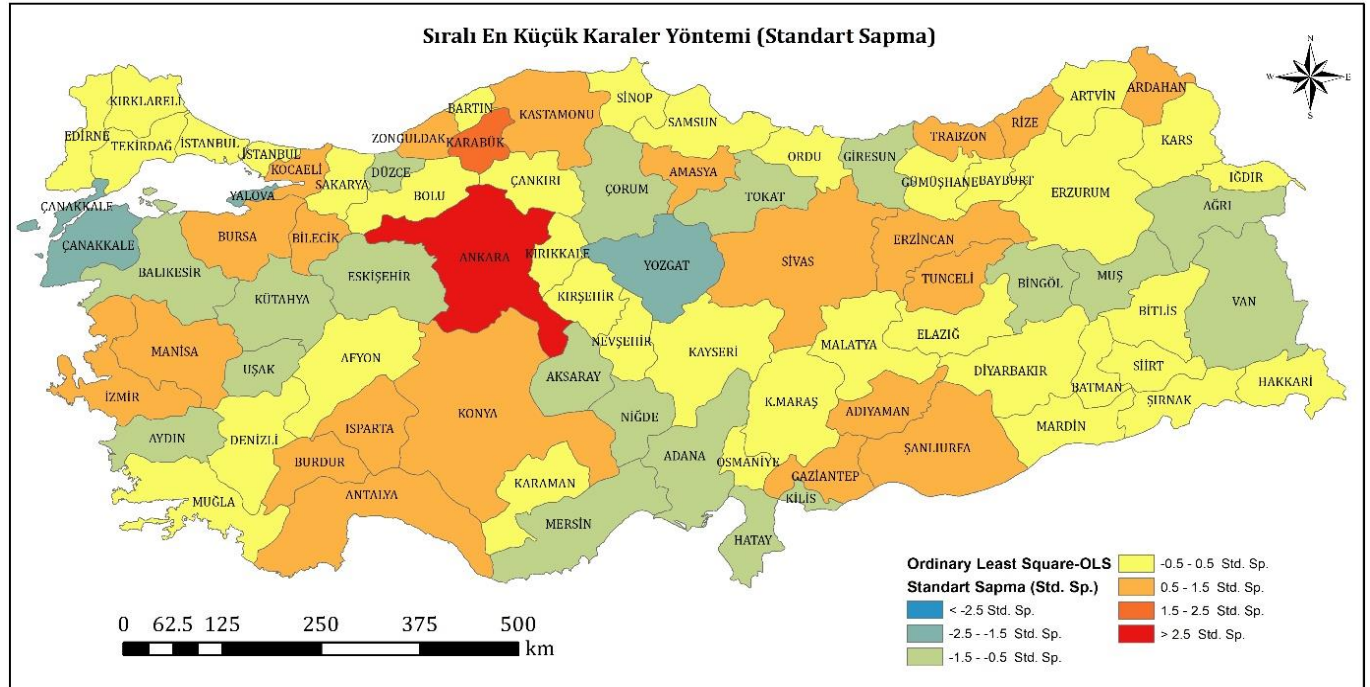 Sıralı En Küçük Karaler Yöntemi (Standart Sapma)
N
W E
S
KIRKLARELİ
EDİRNE
TEKİRDAĞ
İSTANBUL
İSTANBUL
KOCAELİ
YALOVA
SAKARYA
DÜZCE
ZONGULDAK
BARTIN
KARABÜK
KASTAMONU
SİNOP
SAMSUN
ORDU
GİRESUN
TRABZON
RİZE
ARTVİN
ARDAHAN
KARS
IĞDIR
ÇANAKKALE
ÇANAKKALE
BURSA
BİLECİK
BOLU
ÇANKIRI
ÇORUM
AMASYA
TOKAT
GÜMÜŞHANE
BAYBURT
ERZURUM
AĞRI
BALIKESİR
KÜTAHYA
ESKİŞEHİR
ANKARA
KIRIKKALE
YOZGAT
SİVAS
ERZİNCAN
TUNCELİ
BİNGÖL
MUŞ
VAN
MANİSA
UŞAK
AFYON
KIRŞEHİR
NEVŞEHİR
KAYSERİ
MALATYA
ELAZIĞ
BİTLİS
İZMİR
AYDIN
DENİZLİ
ISPARTA
KONYA
AKSARAY
NİĞDE
K.MARAŞ
ADIYAMAN
DİYARBAKIR
BATMAN
SİİRT
ŞIRNAK
HAKKARİ
MUĞLA
BURDUR
ANTALYA
KARAMAN
MERSİN
ADANA
OSMANİYE
GAZİANTEP
KİLİS
HATAY
ŞANLIURFA
MARDİN
0 62.5 125 250 375 500
km
Ordinary Least Square-OLS
Standart Sapma (Std. Sp.)
< -2.5 Std. Sp.
-2.5 - -1.5 Std. Sp.
-1.5 - -0.5 Std. Sp.
-0.5 - 0.5 Std. Sp.
0.5 - 1.5 Std. Sp.
1.5 - 2.5 Std. Sp.
> 2.5 Std. Sp.